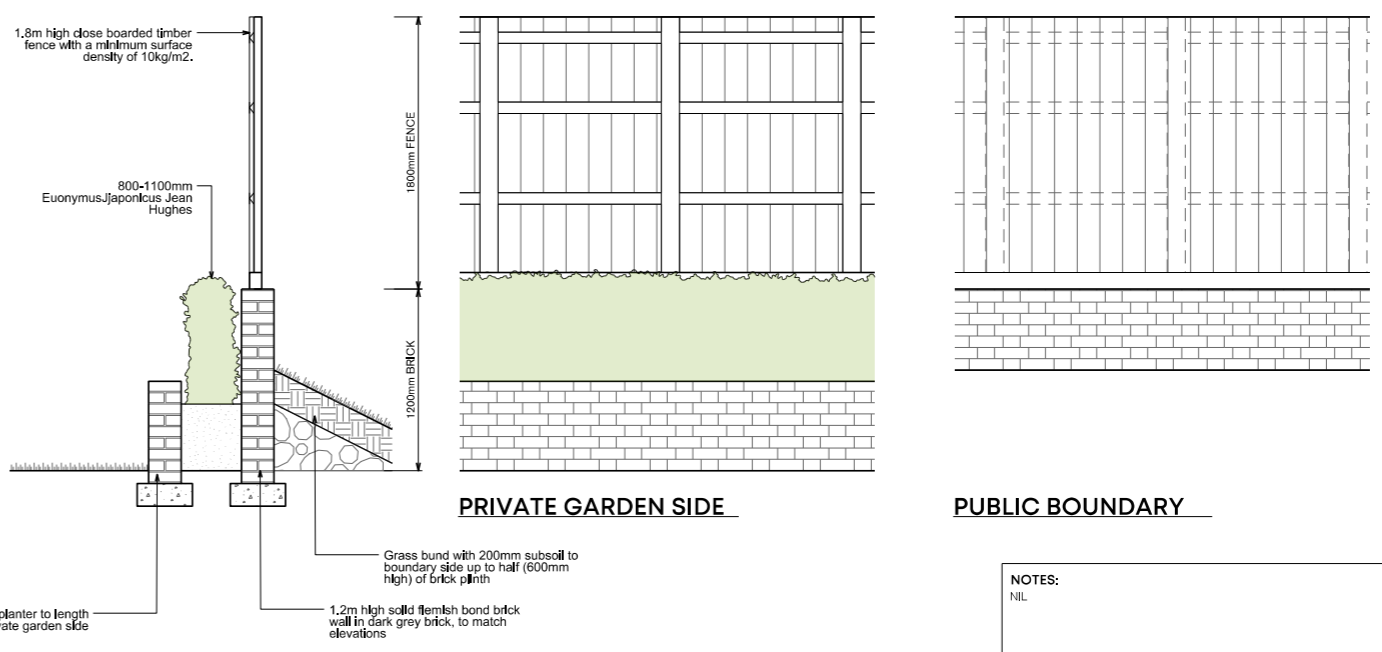 1.8m high close boarded timber
fence with a minimum surface
density of 10kg/m2.
800-1100mm
Euonymus Jjaponicus Jean
Hughes
1800mm FENCE
1200mm BRICK
PRIVATE GARDEN SIDE
PUBLIC BOUNDARY
Grass bund with 200mm subsoil to
boundary side up to half (600mm
high) of brick plinth
planter to length
vate garden side
1.2m high solid flemish bond brick
wall in dark grey brick, to match
elevations
NOTES:
NIL